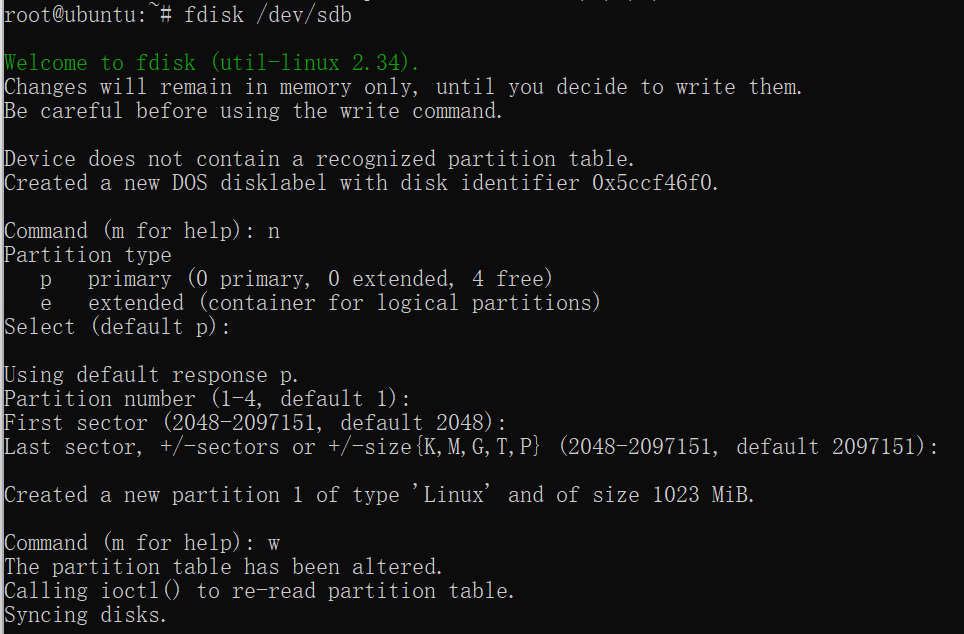 root@ubuntu:~# fdisk /dev/sdb
Welcome to fdisk (util-linux 2.34).
Changes will remain in memory only, until you decide to write them.
Be careful before using the write command.
Device does not contain a recognized partition table.
Created a new DOS disklabel with disk identifier 0x5ccf46f0.
Command (m for help): n
Partition type
   p   primary (0 primary, 0 extended, 4 free)
   e   extended (container for logical partitions)
Select (default p):
Using default response p.
Partition number (1-4, default 1):
First sector (2048-2097151, default 2048):
Last sector, +/-sectors or +/-size{K,M,G,T,P} (2048-2097151, default 2097151):
Created a new partition 1 of type 'Linux' and of size 1023 MiB.
Command (m for help): w
The partition table has been altered.
Calling ioctl() to re-read partition table.
Syncing disks.